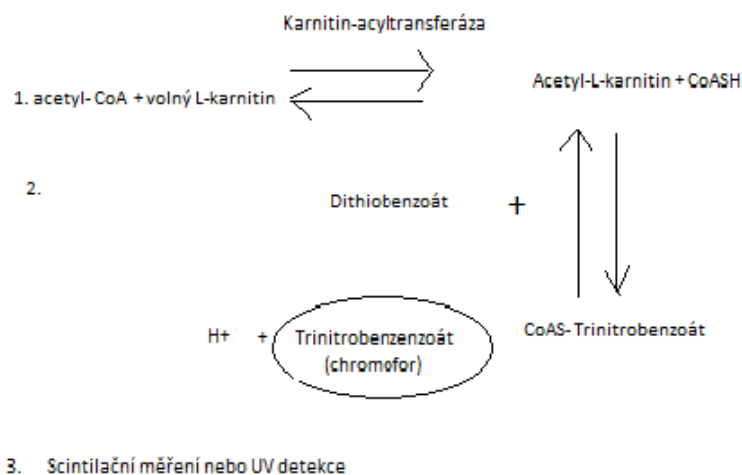 Karnitin-acyltransferáza
1. acetyl-CoA + volný L-karnitin
Acetyl-L-karnitin + CoASH
2.
Dithiobenzoát +
H+ + Trinitrobenzenzoát
(chromofor)
CoAS-Trinitrobenzoát
3. Scintilační měření nebo UV detekce